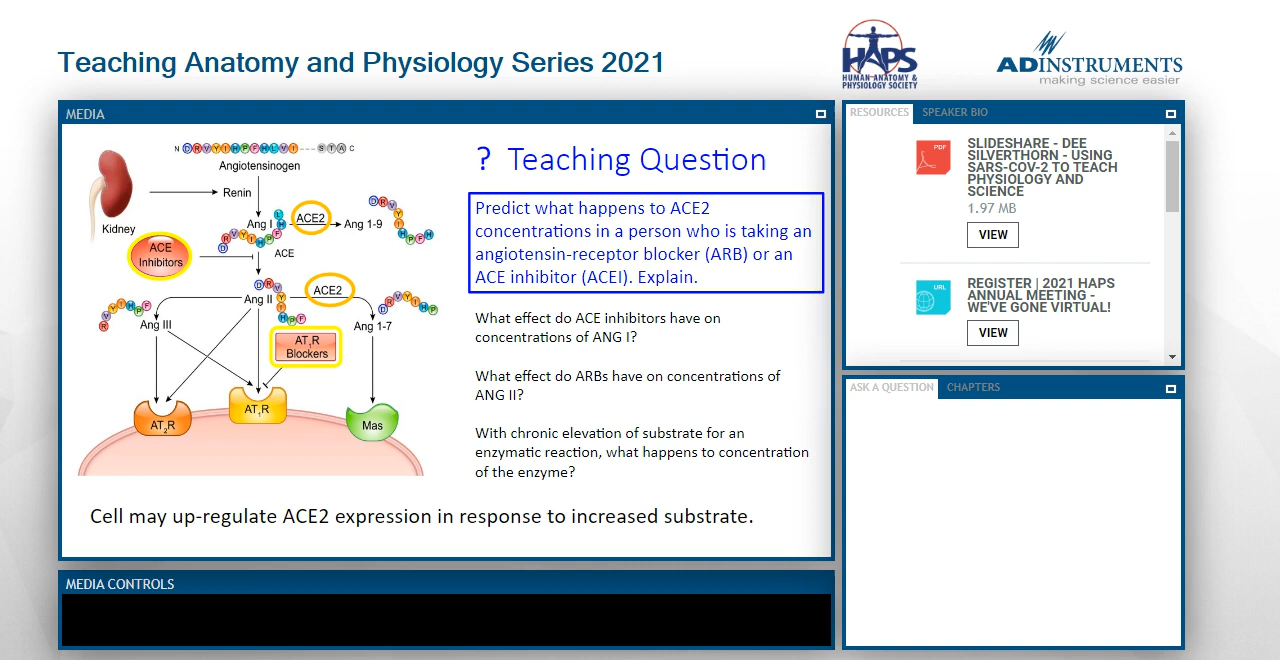 Teaching Anatomy and Physiology Series 2021
HAPS
HUMAN ANATOMY &
PHYSIOLOGY SOCIETY
ADINSTRUMENTS
making science easier
MEDIA
N D R V Y I H P F H L V I --- S T A C
Angiotensinogen
Renin
Kidney
Ang I
L
H
D R V Y I H P F
ACE2
Ang 1-9
D R V
Y
I
H P F H
ACE
Inhibitors
ACE
D R V
Y
I
H P F
Ang II
ACE2
R V Y I H P F
Ang III
D R V Y I H P
Ang 1-7
AT1R
Blockers
AT2R
AT1R
Mas
? Teaching Question
Predict what happens to ACE2
concentrations in a person who is taking an
angiotensin-receptor blocker (ARB) or an
ACE inhibitor (ACEI). Explain.
What effect do ACE inhibitors have on
concentrations of ANG I?
What effect do ARBs have on concentrations of
ANG II?
With chronic elevation of substrate for an
enzymatic reaction, what happens to concentration
of the enzyme?
Cell may up-regulate ACE2 expression in response to increased substrate.
MEDIA CONTROLS
RESOURCES SPEAKER BIO
PDF
SLIDESHARE - DEE
SILVERTHORN - USING
SARS-COV-2 TO TEACH
PHYSIOLOGY AND
SCIENCE
1.97 MB
VIEW
URL
REGISTER | 2021 HAPS
ANNUAL MEETING -
WE'VE GONE VIRTUAL!
VIEW
ASK A QUESTION CHAPTERS